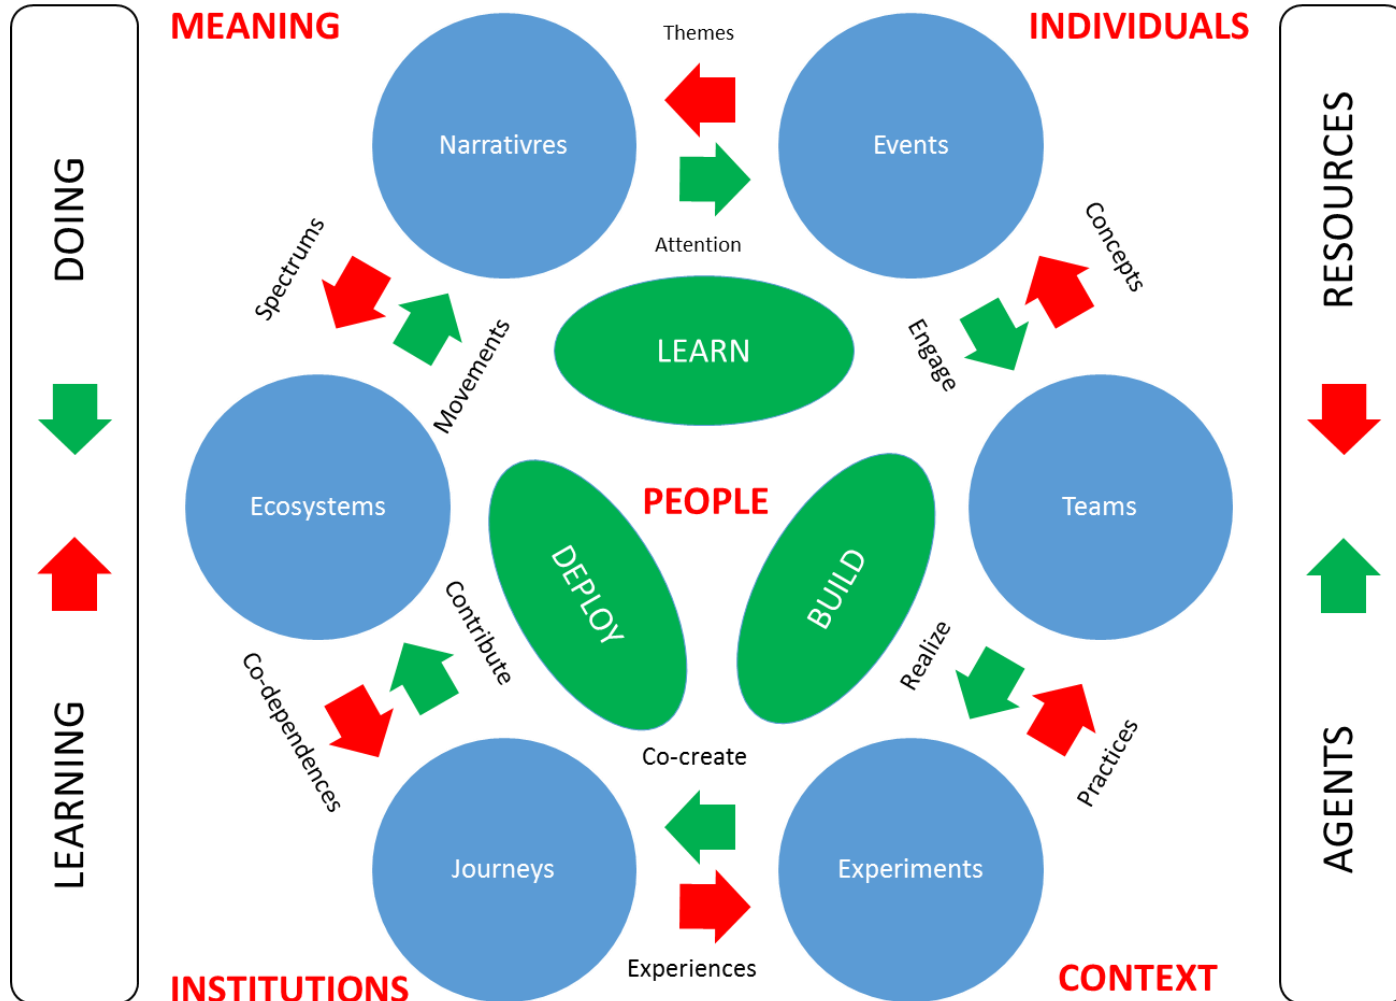 MEANING
Themes
INDIVIDUALS
Narrativres
Events
DOING
RESOURCES
Spectrums
Attention
Concepts
Movements
LEARN
Engage
Ecosystems
PEOPLE
Teams
DEPLOY
BUILD
Contribute
Realize
Co-dependences
Practices
LEARNING
AGENTS
Co-create
Journeys
Experiments
Experiences
INSTITUTIONS
CONTEXT